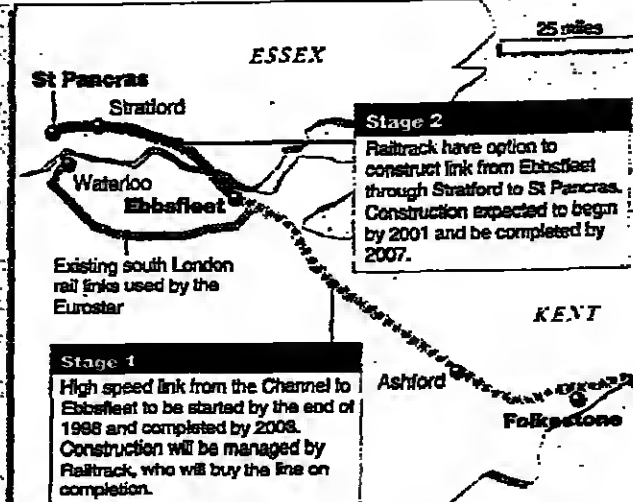 25 miles
ESSEX
St Pancras
Stratford
Stage 2
Railtrack have option to
construct link from Ebbsfleet
through Stratford to St Pancras.
Construction expected to begin
by 2001 and be completed by
2007.
Waterloo
Ebbsfleet
Existing south London
rail links used by the
Eurostar
KENT
Stage 1
High speed link from the Channel to
Ebbsfleet to be started by the end of
1998 and completed by 2003.
Construction will be managed by
Railtrack, who will buy the line on
completion.
Ashford
Folkestone